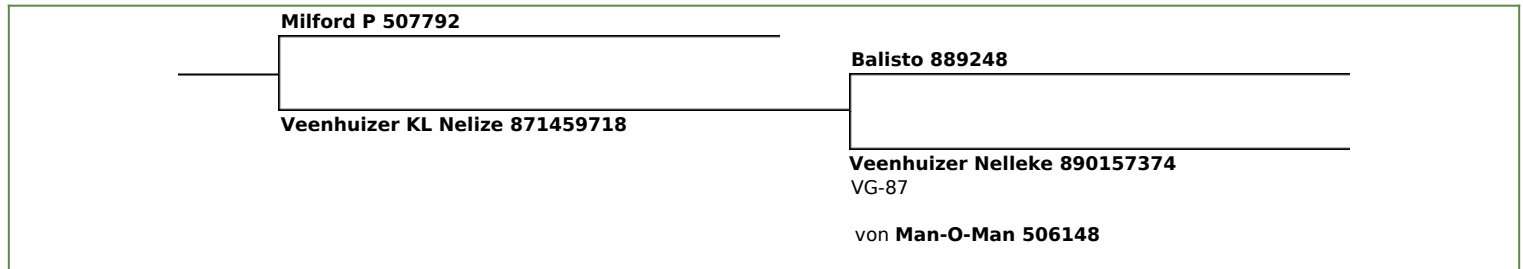 Milford P 507792
Balisto 889248
Veenhuizer KL Nelize 871459718
Veenhuizer Nelleke 890157374
VG-87
von Man-O-Man 506148